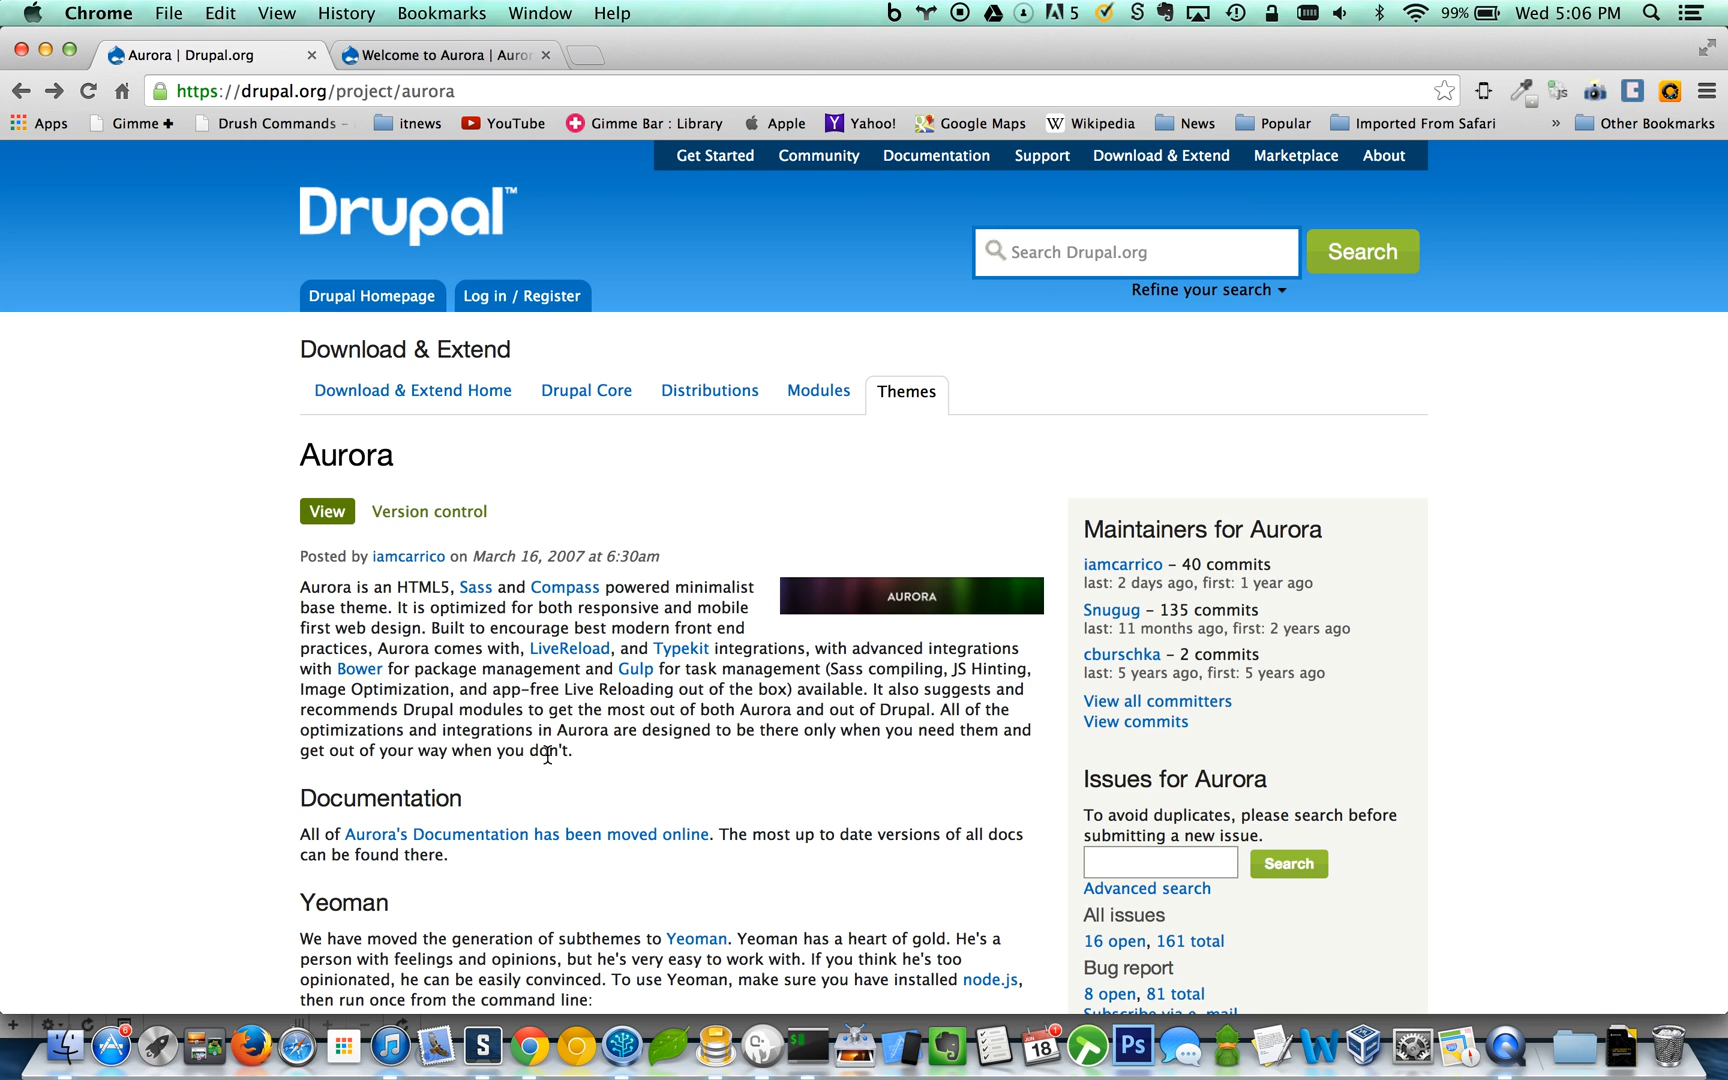 Chrome File Edit View History Bookmarks Window Help 5 99% Wed 5:06 PM
Aurora | Drupal.org Welcome to Aurora | Auror
https://drupal.org/project/aurora
Apps Gimme + Drush Commands – itnews YouTube Gimme Bar : Library Apple Yahoo! Google Maps Wikipedia News Popular Imported From Safari » Other Bookmarks
Get Started Community Documentation Support Download & Extend Marketplace About
Drupal™
Search Drupal.org Search
Refine your search
Drupal Homepage Log in / Register
Download & Extend
Download & Extend Home Drupal Core Distributions Modules Themes
Aurora
View Version control
Posted by iamcarrico on March 16, 2007 at 6:30am
Aurora is an HTML5, Sass and Compass powered minimalist
base theme. It is optimized for both responsive and mobile
first web design. Built to encourage best modern front end
practices, Aurora comes with, LiveReload, and Typekit integrations, with advanced integrations
with Bower for package management and Gulp for task management (Sass compiling, JS Hinting,
Image Optimization, and app-free Live Reloading out of the box) available. It also suggests and
recommends Drupal modules to get the most out of both Aurora and out of Drupal. All of the
optimizations and integrations in Aurora are designed to be there only when you need them and
get out of your way when you don't.
AURORA
Documentation
All of Aurora's Documentation has been moved online. The most up to date versions of all docs
can be found there.
Yeoman
We have moved the generation of subthemes to Yeoman. Yeoman has a heart of gold. He's a
person with feelings and opinions, but he's very easy to work with. If you think he's too
opinionated, he can be easily convinced. To use Yeoman, make sure you have installed node.js,
then run once from the command line:
Maintainers for Aurora
iamcarrico – 40 commits
last: 2 days ago, first: 1 year ago
Snugug – 135 commits
last: 11 months ago, first: 2 years ago
cburschka – 2 commits
last: 5 years ago, first: 5 years ago
View all committers
View commits
Issues for Aurora
To avoid duplicates, please search before
submitting a new issue.
Search
Advanced search
All issues
16 open, 161 total
Bug report
8 open, 81 total
Subscribe via e-mail
6 S JUN 18 1 Ps